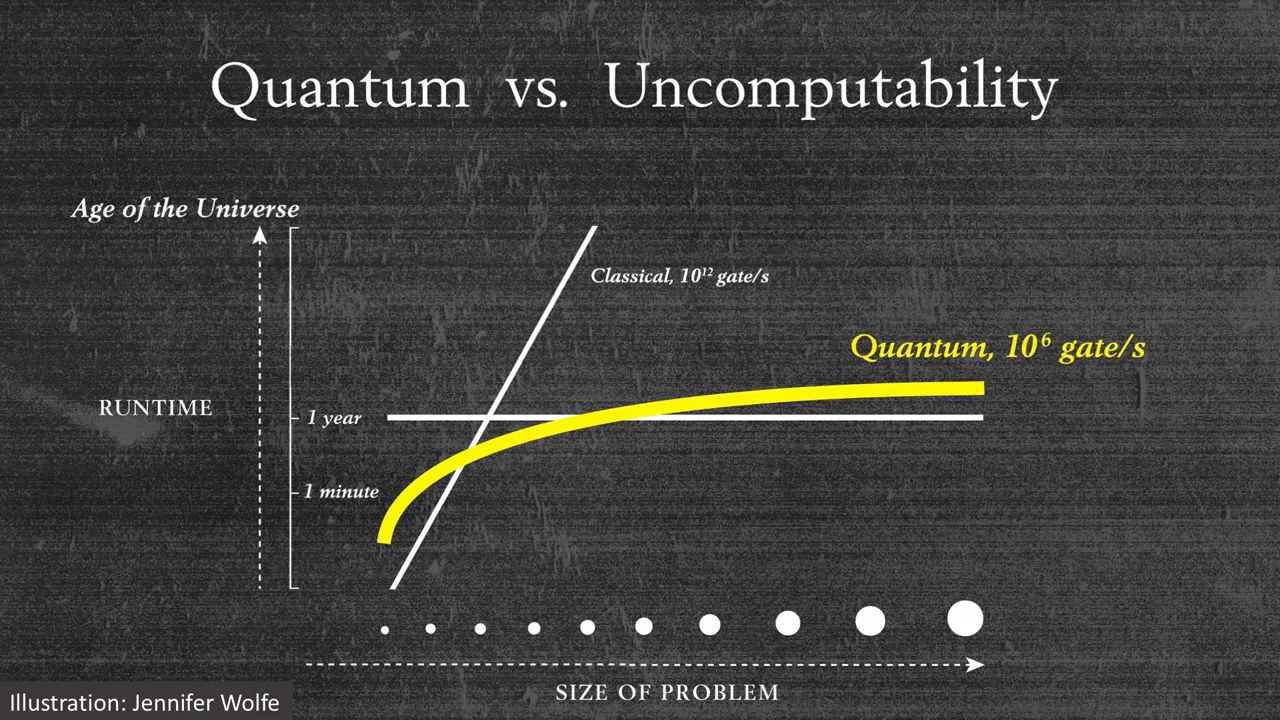 Quantum vs. Uncomputability
Age of the Universe
Classical, 10¹² gate/s
Quantum, 10⁶ gate/s
RUNTIME
1 year
1 minute
SIZE OF PROBLEM
Illustration: Jennifer Wolfe